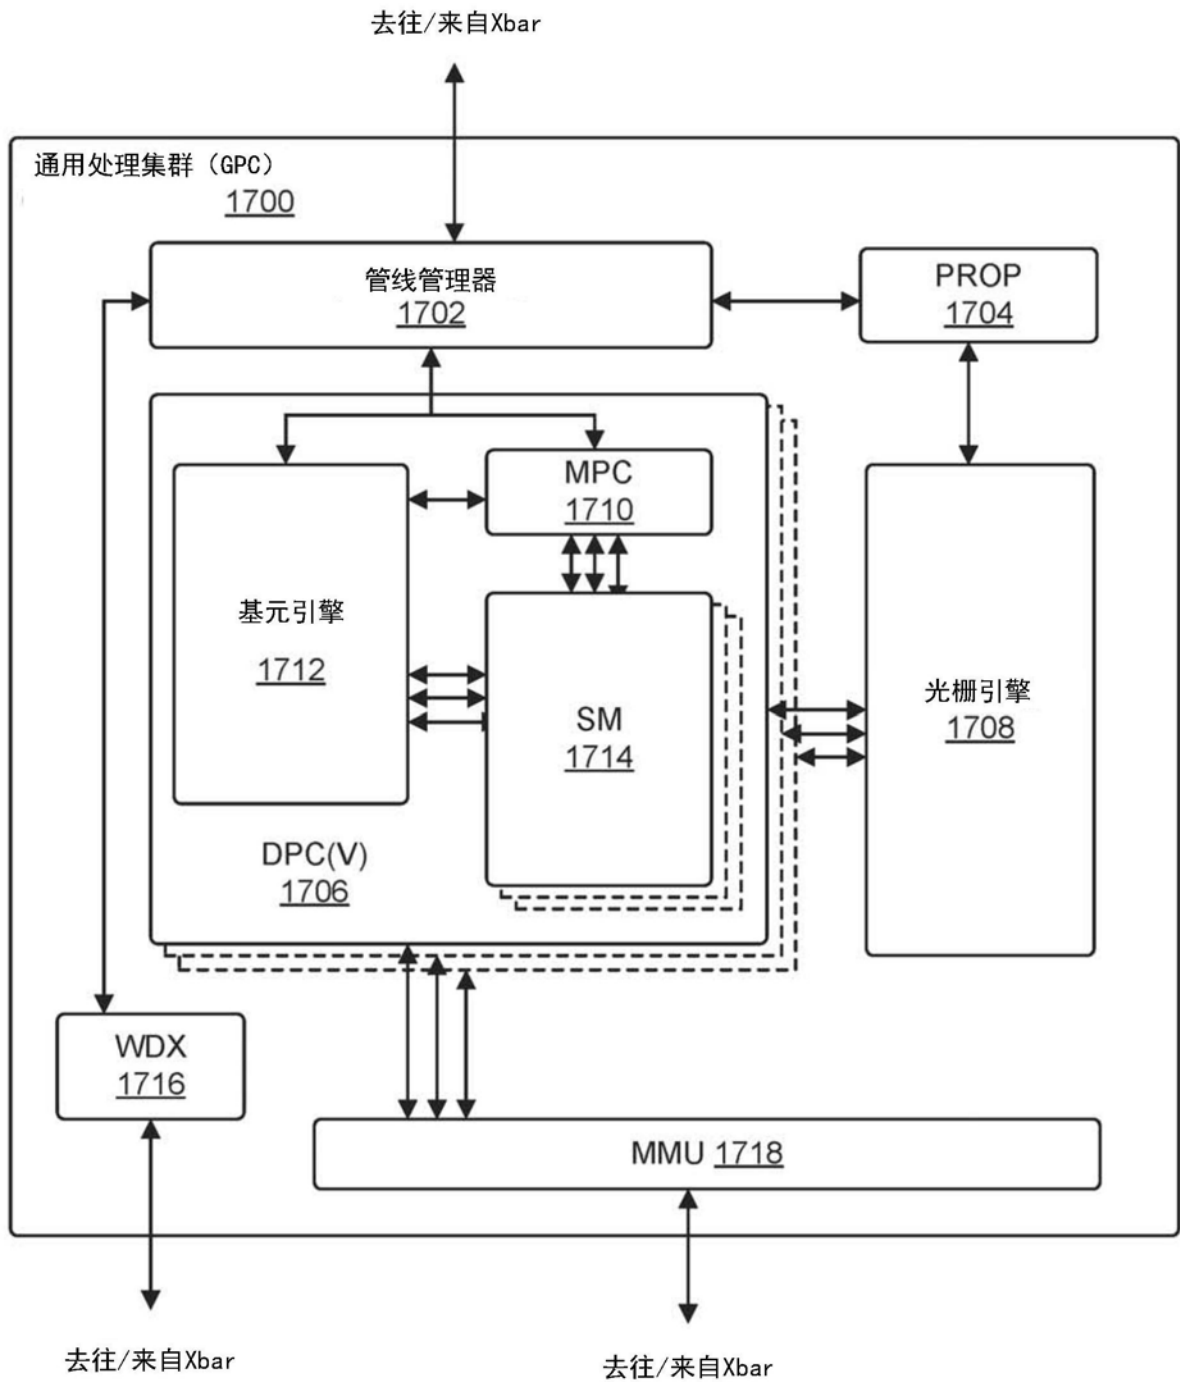 去往/来自Xbar
通用处理集群（GPC）
1700
管线管理器
1702
PROP
1704
MPC
1710
基元引擎
1712
SM
1714
光栅引擎
1708
DPC(V)
1706
WDX
1716
MMU 1718
去往/来自Xbar
去往/来自Xbar